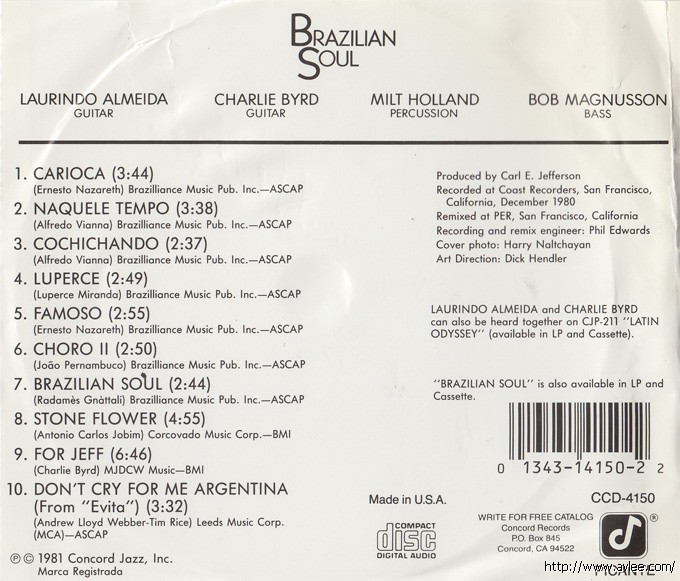 BRAZILIAN
SOUL
LAURINDO ALMEIDA
GUITAR
CHARLIE BYRD
GUITAR
MILT HOLLAND
PERCUSSION
BOB MAGNUSSON
BASS
1. CARIOCA (3:44)
(Ernesto Nazareth) Brazilliance Music Pub. Inc.—ASCAP
2. NAQUELE TEMPO (3:38)
(Alfredo Vianna) Brazilliance Music Pub. Inc.—ASCAP
3. COCHICHANDO (2:37)
(Alfredo Vianna) Brazilliance Music Pub. Inc.—ASCAP
4. LUPERCE (2:49)
(Luperce Miranda) Brazilliance Music Pub. Inc.—ASCAP
5. FAMOSO (2:55)
(Ernesto Nazareth) Brazilliance Music Pub. Inc.—ASCAP
6. CHORO II (2:50)
(João Pernambuco) Brazilliance Music Pub. Inc.—ASCAP
7. BRAZILIAN SOUL (2:44)
(Radamès Gnàttali) Brazilliance Music Pub. Inc.—ASCAP
8. STONE FLOWER (4:55)
(Antonio Carlos Jobim) Corcovado Music Corp.—BMI
9. FOR JEFF (6:46)
(Charlie Byrd) MJDCW Music—BMI
10. DON'T CRY FOR ME ARGENTINA
(From "Evita") (3:32)
(Andrew Lloyd Webber-Tim Rice) Leeds Music Corp.
(MCA)—ASCAP
℗ © 1981 Concord Jazz, Inc.
Marca Registrada
Produced by Carl E. Jefferson
Recorded at Coast Recorders, San Francisco,
California, December 1980
Remixed at PER, San Francisco, California
Recording and remix engineer: Phil Edwards
Cover photo: Harry Naltchayan
Art Direction: Dick Hendler
LAURINDO ALMEIDA and CHARLIE BYRD
can also be heard together on CJP-211 "LATIN
ODYSSEY" (available in LP and Cassette).
"BRAZILIAN SOUL" is also available in LP and
Cassette.
0 1343-14150-2 2
Made in U.S.A.
CCD-4150
COMPACT
disc
DIGITAL AUDIO
WRITE FOR FREE CATALOG
Concord Records
P.O. Box 845
Concord, CA 94522
®
PICANTE
http://www.avlee.com/